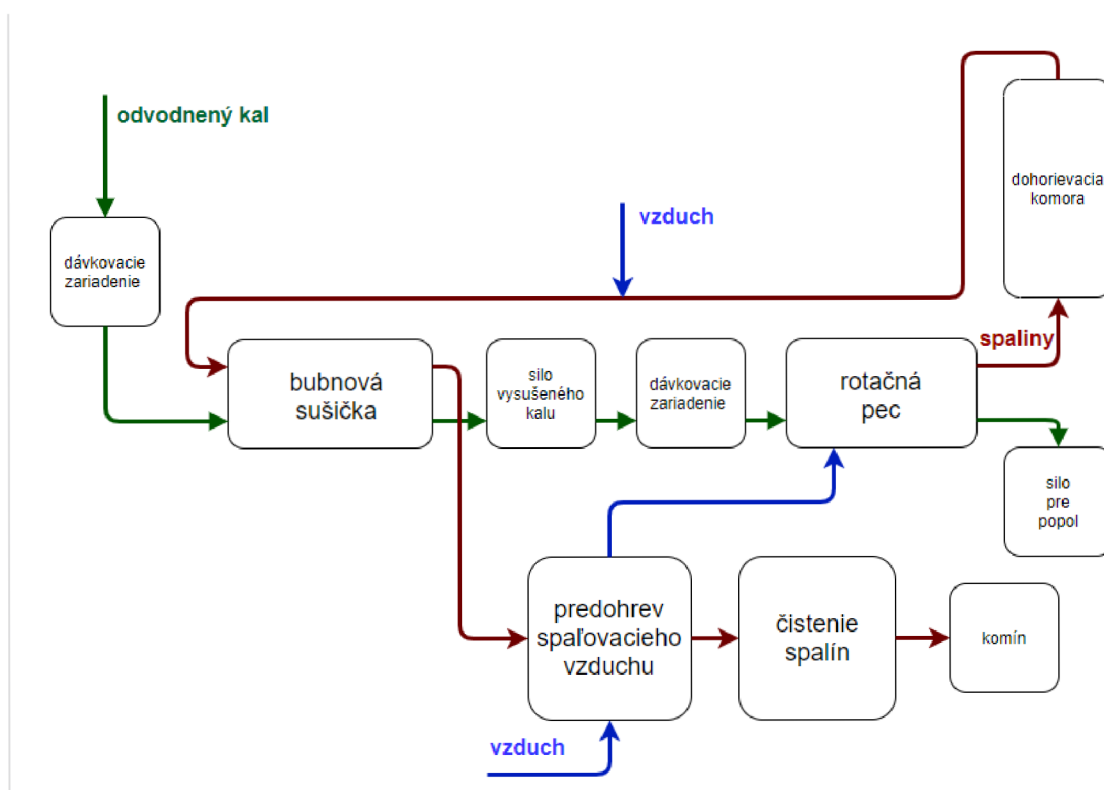 odvodnený kal
dohorievacia
komora
vzduch
dávkovacie
zariadenie
spaliny
bubnová
sušička
silo
vysušeného
kalu
dávkovacie
zariadenie
rotačná
pec
silo
pre
popol
predohrev
spaľovacieho
vzduchu
čistenie
spalín
komín
vzduch